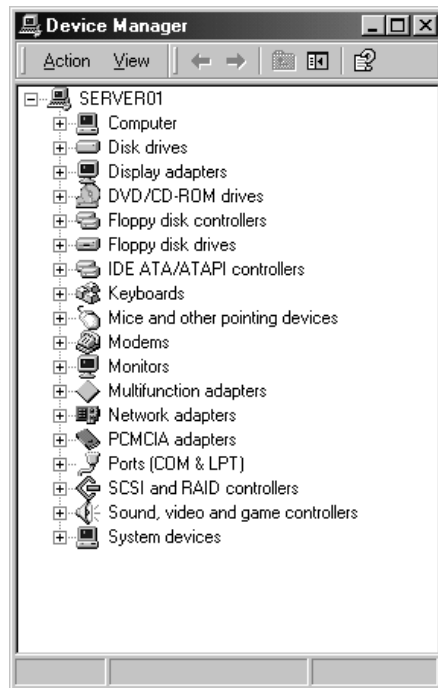 Device Manager
Action View
SERVER01
Computer
Disk drives
Display adapters
DVD/CD-ROM drives
Floppy disk controllers
Floppy disk drives
IDE ATA/ATAPI controllers
Keyboards
Mice and other pointing devices
Modems
Monitors
Multifunction adapters
Network adapters
PCMCIA adapters
Ports (COM & LPT)
SCSI and RAID controllers
Sound, video and game controllers
System devices